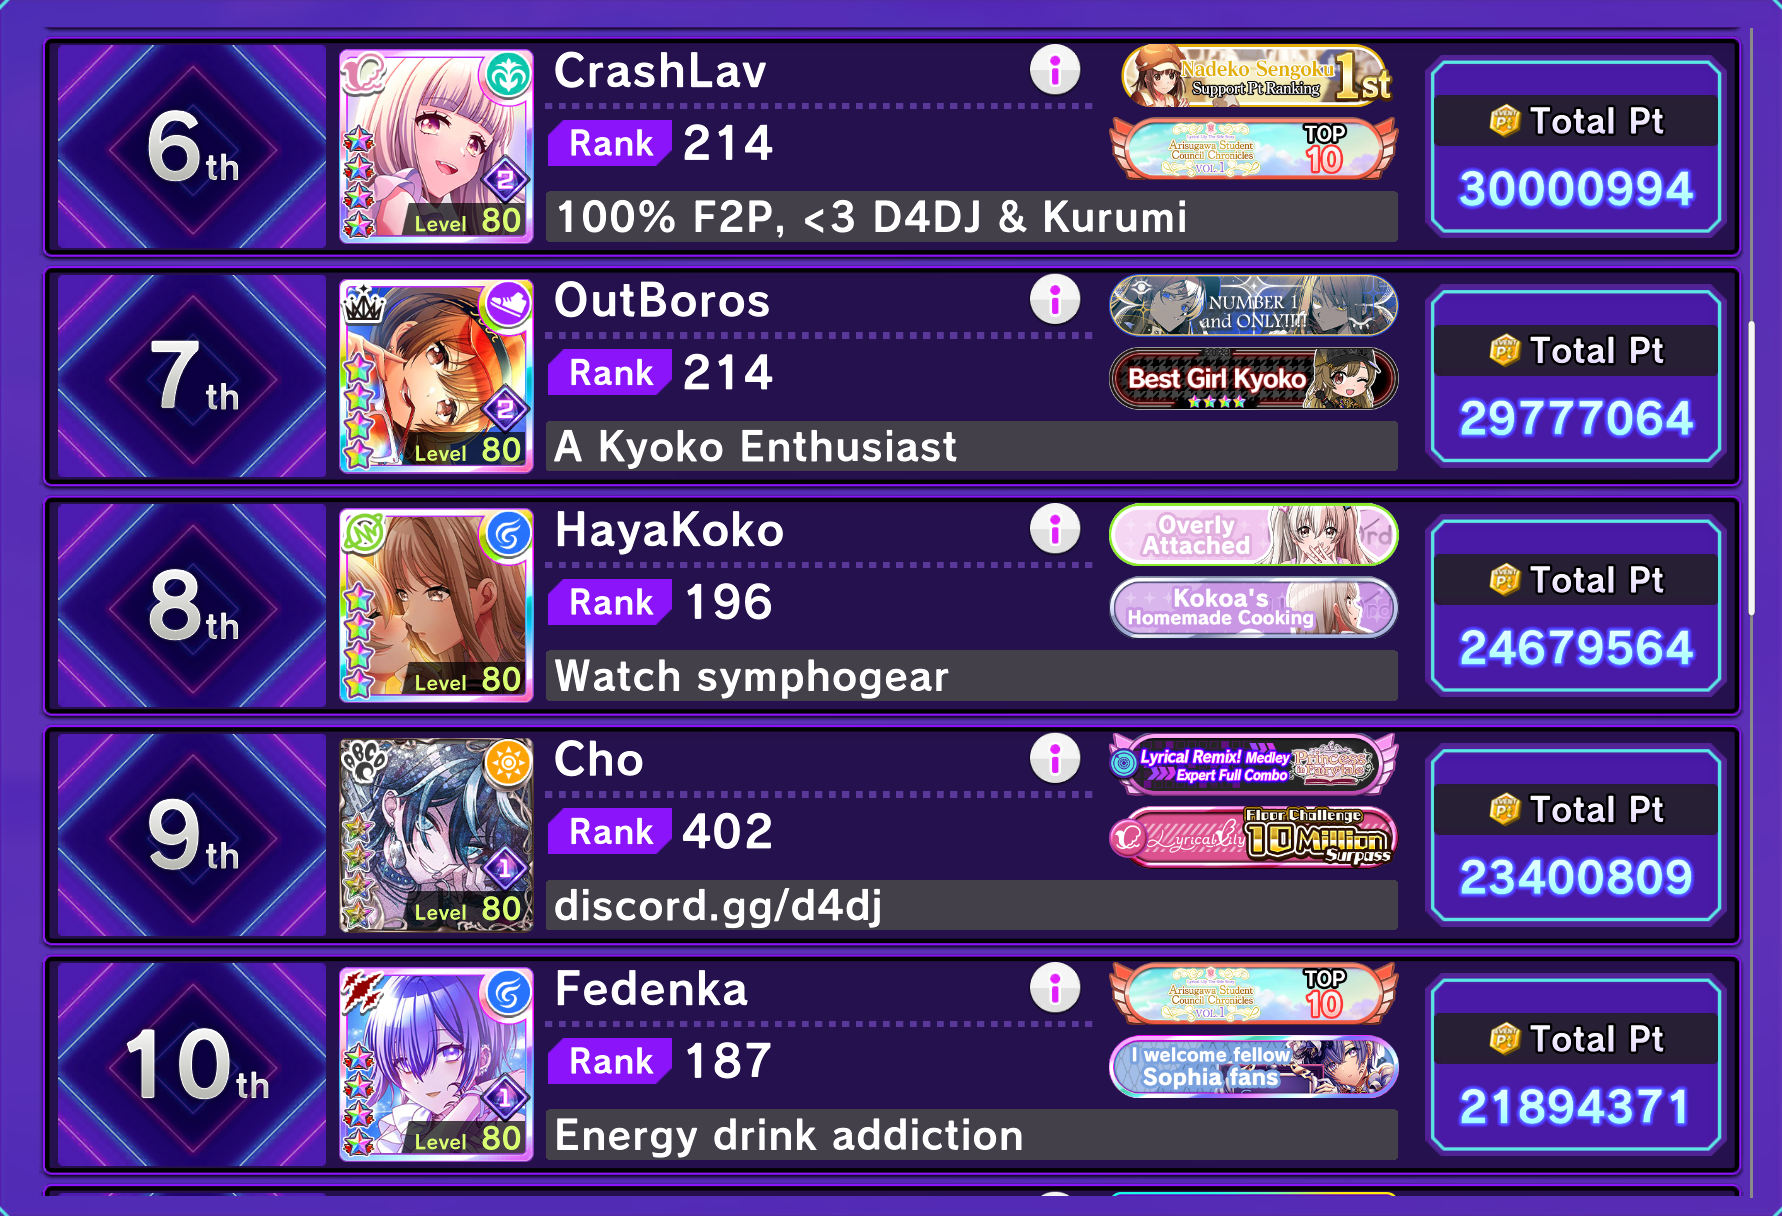 6th
Level 80
2
CrashLav
Rank 214
100% F2P, <3 D4DJ & Kurumi
Nadeko Sengoku
Support Pt Ranking
1st
Arisugawa Student
Council Chronicles
VOL.1
TOP
10
Total Pt
30000994
7th
Level 80
2
OutBoros
Rank 214
A Kyoko Enthusiast
NUMBER 1
and ONLY!!!!
Best Girl Kyoko
Total Pt
29777064
8th
Level 80
HayaKoko
Rank 196
Watch symphogear
Overly
Attached
Kokoa's
Homemade Cooking
Total Pt
24679564
9th
Level 80
1
Cho
Rank 402
discord.gg/d4dj
Lyrical Remix! Medley
Expert Full Combo
Lyrical Lily
Floor Challenge
10 Million
Surpass
Total Pt
23400809
10th
Level 80
1
Fedenka
Rank 187
Energy drink addiction
Arisugawa Student
Council Chronicles
VOL.1
TOP
10
I welcome fellow
Sophia fans
Total Pt
21894371